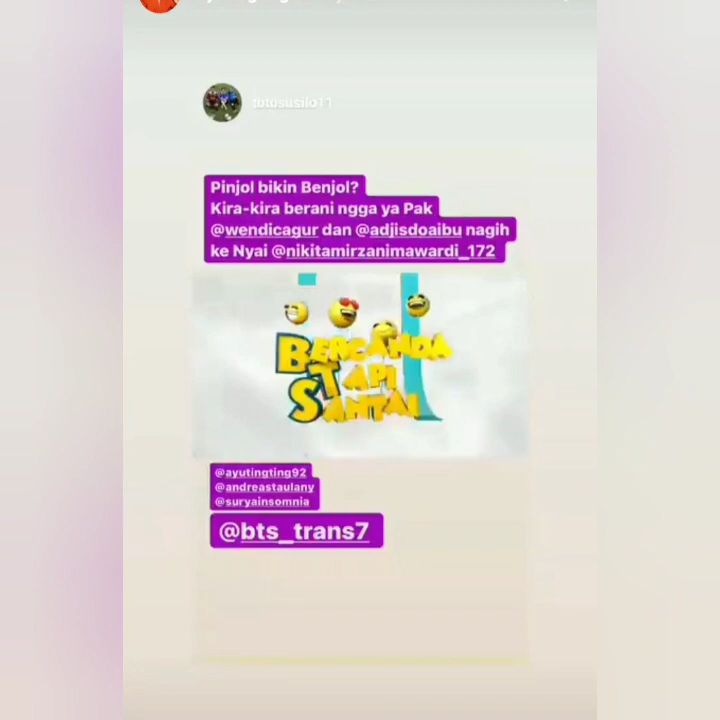 Pinjol bikin Benjol?
Kira-kira berani ngga ya Pak
@wendicagur dan @adjisdoaibu nagih
ke Nyai @nikitamirzanimawardi_172
BERCANDA
TAPI
SANTAI
@ayutingting92
@andreastaulany
@suryainsomnia
@bts_trans7